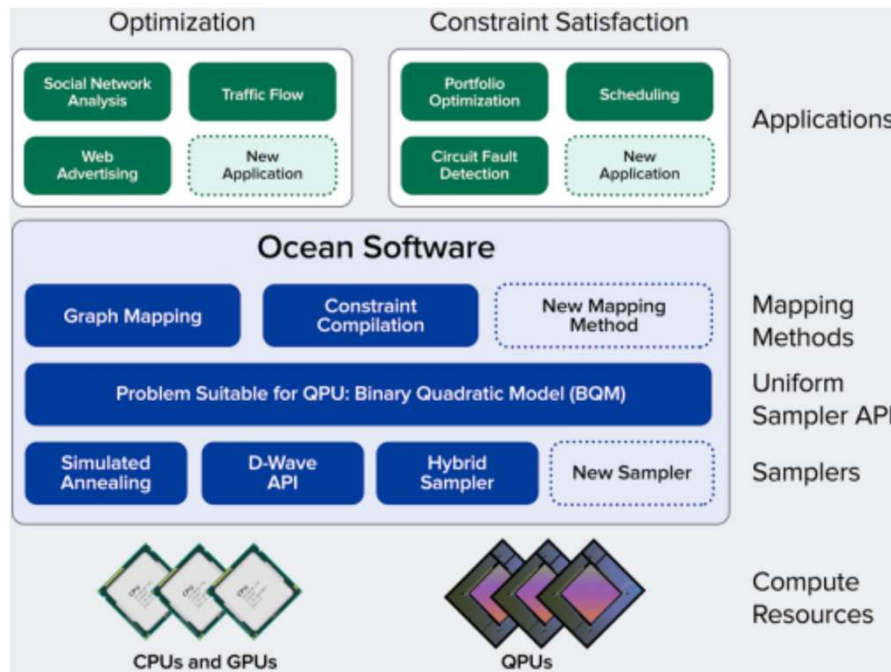 Optimization
Constraint Satisfaction
Social Network
Analysis
Traffic Flow
Web
Advertising
New
Application
Portfolio
Optimization
Scheduling
Circuit Fault
Detection
New
Application
Applications
Ocean Software
Graph Mapping
Constraint
Compilation
New Mapping
Method
Mapping
Methods
Problem Suitable for QPU: Binary Quadratic Model (BQM)
Uniform
Sampler API
Simulated
Annealing
D-Wave
API
Hybrid
Sampler
New Sampler
Samplers
CPU
CPU
CPU
CPUs and GPUs
QPUs
Compute
Resources